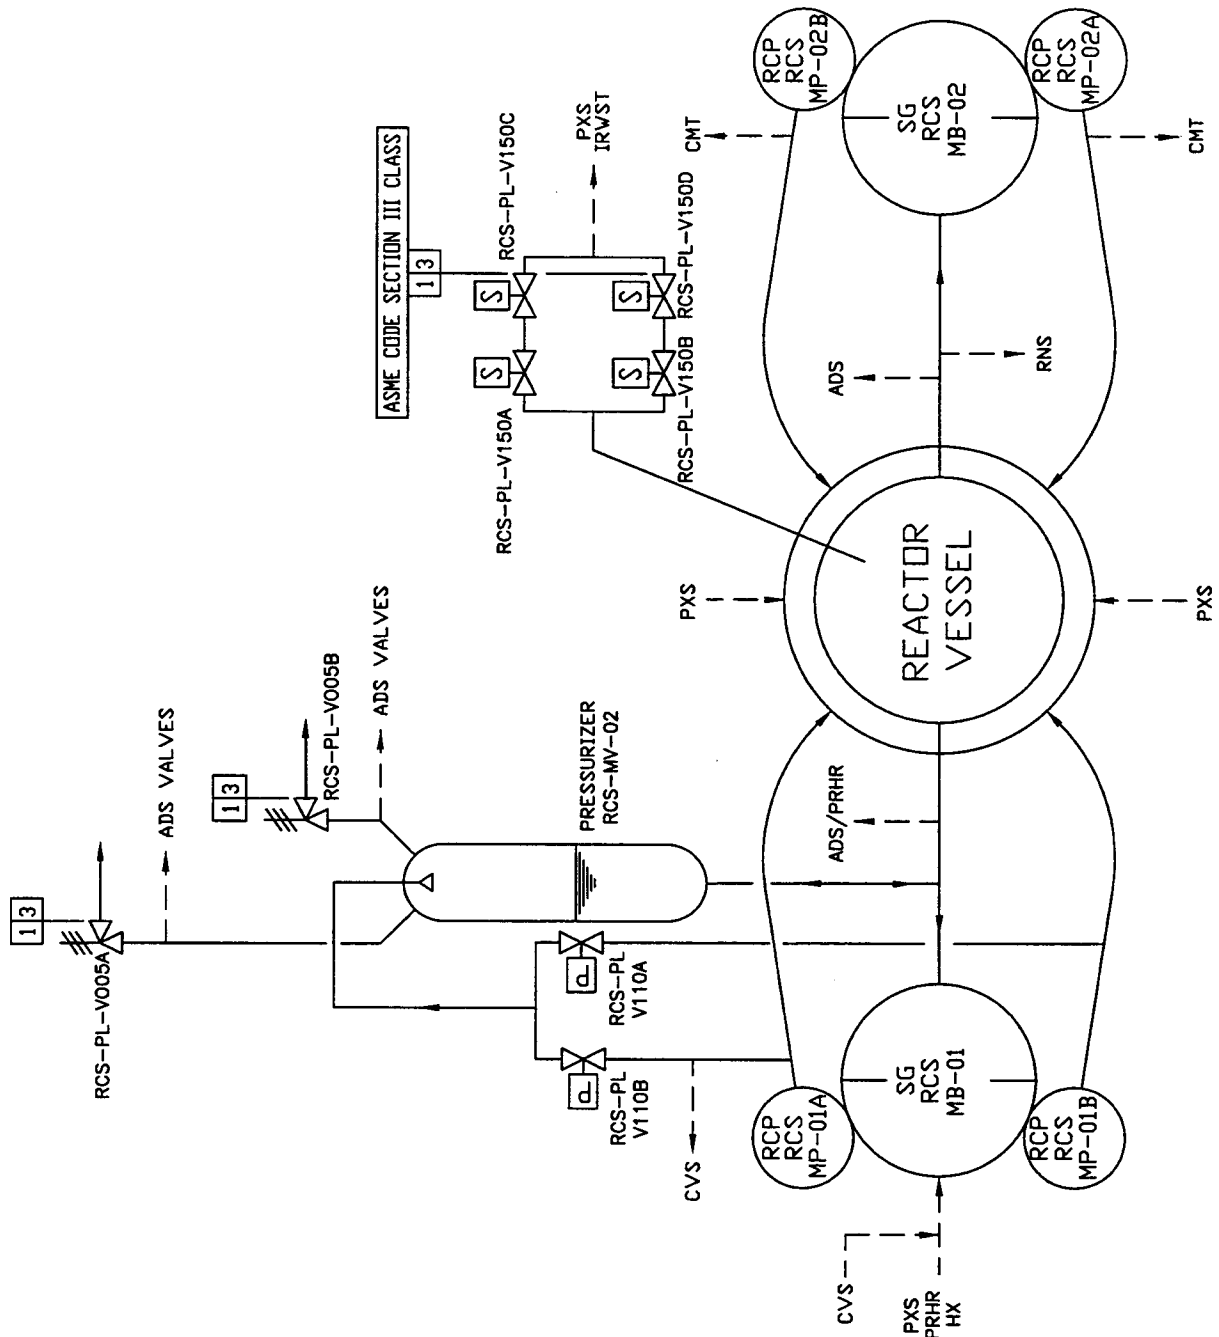 1 3
RCS-PL-V005A
ADS VALVES
1 3
RCS-PL-V005B
ADS VALVES
ASME CODE SECTION III CLASS
1 3
S
S
RCS-PL-V150A
RCS-PL-V150C
PXS
IRWST
S
S
RCS-PL-V150B
RCS-PL-V150D
PRESSURIZER
RCS-MV-02
P
RCS-PL
V110B
P
RCS-PL
V110A
CVS
PXS
CMT
RCP
RCS
MP-01A
RCP
RCS
MP-02B
ADS/PRHR
ADS
CVS
PXS
PRHR
HX
SG
RCS
MB-01
REACTOR
VESSEL
SG
RCS
MB-02
RNS
RCP
RCS
MP-01B
RCP
RCS
MP-02A
PXS
CMT